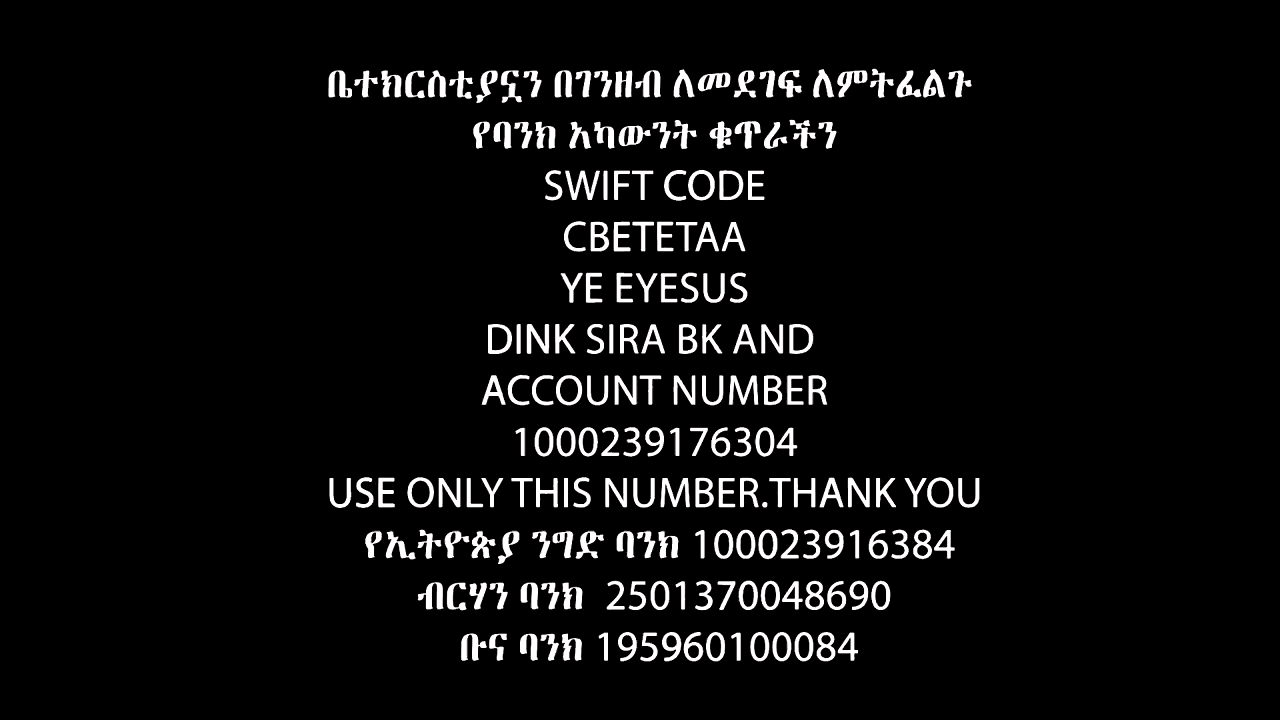 ቤተክርስቲያኗን በገንዘብ ለመደገፍ ለምትፈልጉ
የባንክ አካውንት ቁጥራችን
SWIFT CODE
CBETETAA
YE EYESUS
DINK SIRA BK AND
ACCOUNT NUMBER
1000239176304
USE ONLY THIS NUMBER.THANK YOU
የኢትዮጵያ ንግድ ባንክ 100023916384
ብርሃን ባንክ 2501370048690
ቡና ባንክ 195960100084